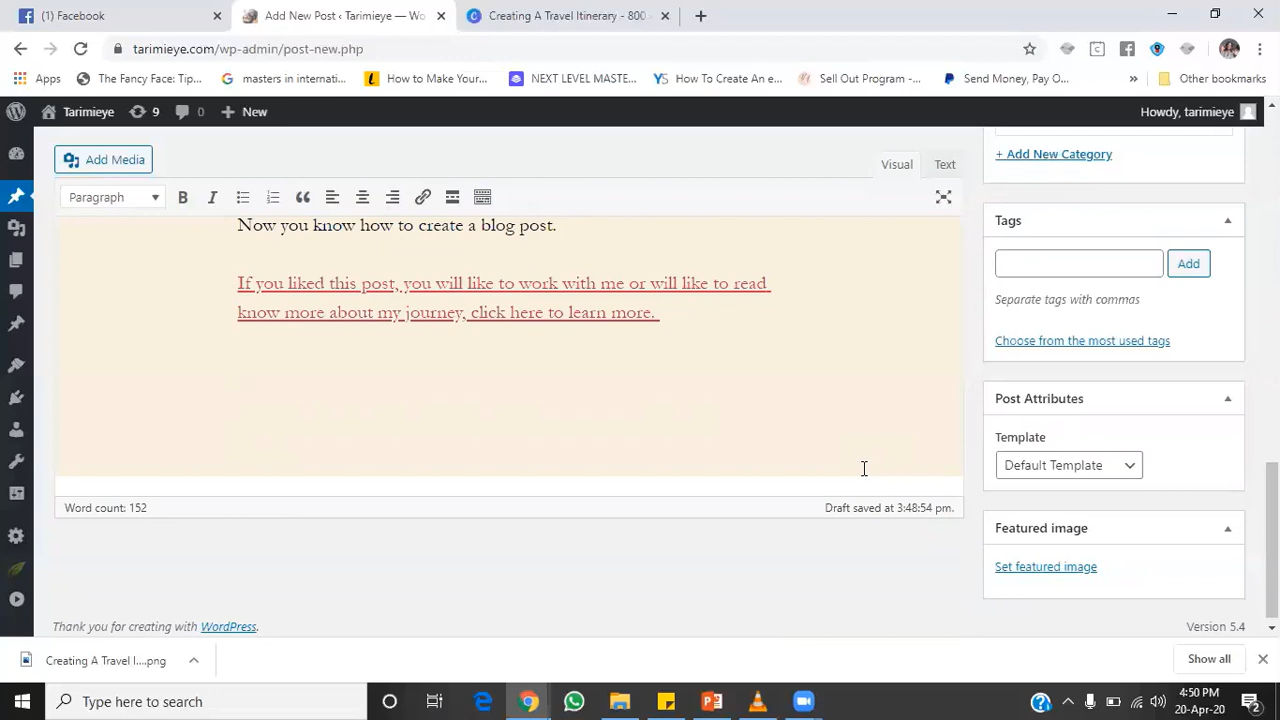 (1) Facebook
Add New Post ‹ Tarimieye — Wo
Creating A Travel Itinerary - 800
tarimieye.com/wp-admin/post-new.php
Apps
The Fancy Face: Tip...
masters in internati...
How to Make Your...
NEXT LEVEL MASTE...
How To Create An e...
Sell Out Program -...
Send Money, Pay O...
»
Other bookmarks
Tarimieye
9
0
+ New
Howdy, tarimieye
Add Media
Visual
Text
Paragraph
Now you know how to create a blog post.
If you liked this post, you will like to work with me or will like to read
know more about my journey, click here to learn more.
Word count: 152
Draft saved at 3:48:54 pm.
+ Add New Category
Tags
Add
Separate tags with commas
Choose from the most used tags
Post Attributes
Template
Default Template
Featured image
Set featured image
Thank you for creating with WordPress.
Version 5.4
Creating A Travel I....png
Show all
Type here to search
4:50 PM
20-Apr-20
2